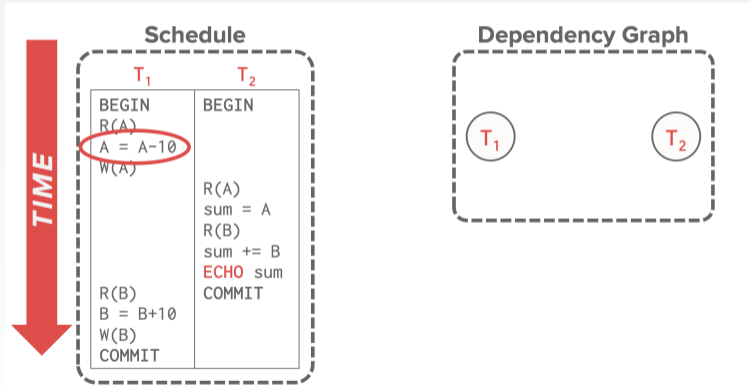 Schedule
Dependency Graph
TIME
T1
T2
BEGIN
R(A)
A = A-10
W(A)
R(B)
B = B+10
W(B)
COMMIT
BEGIN
R(A)
sum = A
R(B)
sum += B
ECHO sum
COMMIT
T1
T2